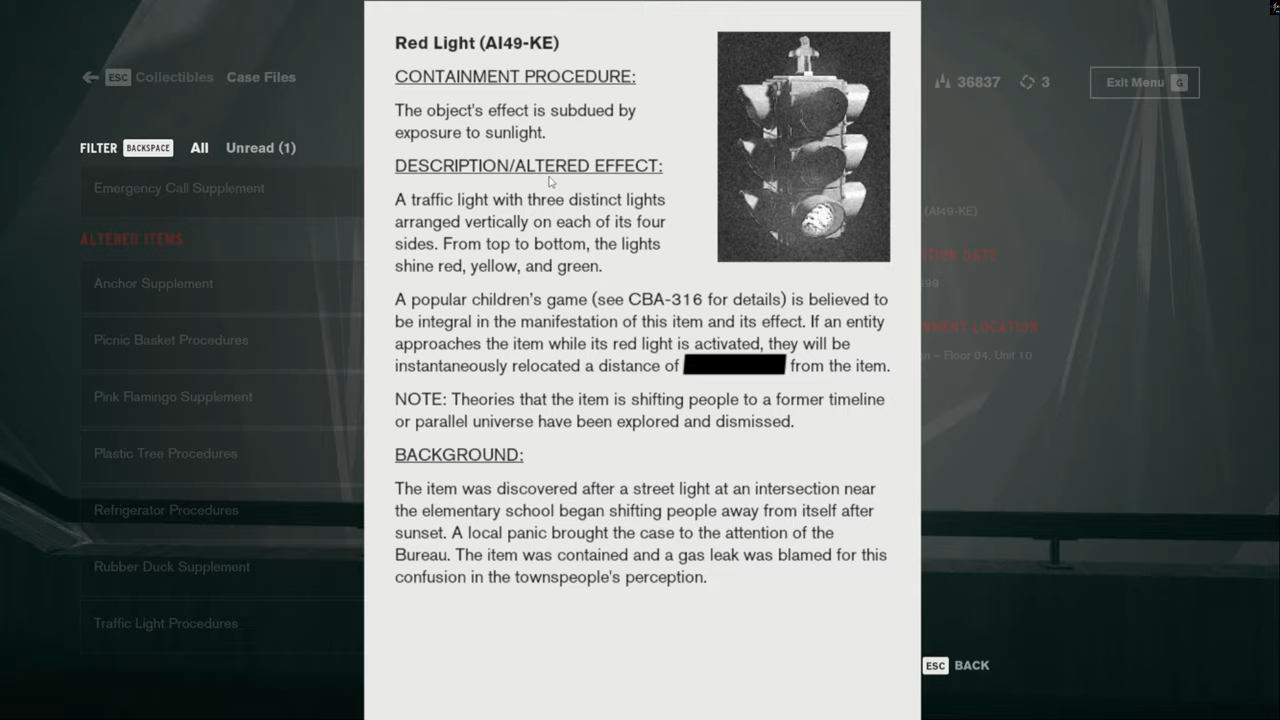 Red Light (AI49-KE)
CONTAINMENT PROCEDURE:
The object's effect is subdued by
exposure to sunlight.
DESCRIPTION/ALTERED EFFECT:
A traffic light with three distinct lights
arranged vertically on each of its four
sides. From top to bottom, the lights
shine red, yellow, and green.
A popular children's game (see CBA-316 for details) is believed to
be integral in the manifestation of this item and its effect. If an entity
approaches the item while its red light is activated, they will be
instantaneously relocated a distance of from the item.
NOTE: Theories that the item is shifting people to a former timeline
or parallel universe have been explored and dismissed.
BACKGROUND:
The item was discovered after a street light at an intersection near
the elementary school began shifting people away from itself after
sunset. A local panic brought the case to the attention of the
Bureau. The item was contained and a gas leak was blamed for this
confusion in the townspeople's perception.
ESC Collectibles Case Files
FILTER BACKSPACE All Unread (1)
Emergency Call Supplement
ALTERED ITEMS
Anchor Supplement
Picnic Basket Procedures
Pink Flamingo Supplement
Plastic Tree Procedures
Refrigerator Procedures
Rubber Duck Supplement
Traffic Light Procedures
36837 3 Exit Menu G
(AI49-KE)
Floor 04, Unit 10
ESC BACK